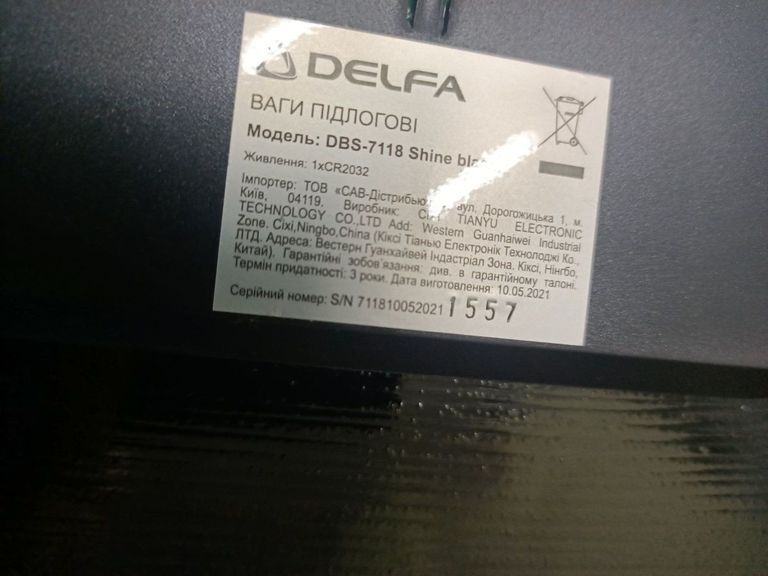 DELFA
ВАГИ ПІДЛОГОВІ
Модель: DBS-7118 Shine
Живлення: 1xCR2032
Імпортер: ТОВ «САВ-вул. Дорогожицька 1, м.
Київ, 04119. Виробник: TIANYU ELECTRONIC
TECHNOLOGY CO.,LTD Add: Western Guanhaiwei Industrial
Zone, Cixi,Ningbo,China (Кіксі Тіанью Електронік Технолоджі Ко.,
ЛТД. Адреса: Вестерн Гуанхайвей Індастріал Зона, Кіксі, Нінгбо,
Китай). Гарантійні зобов'язання: див. в гарантійному талоні.
Термін придатності: 3 роки. Дата виготовлення: 10.05.2021
Серійний номер: S/N 711810052021 1557